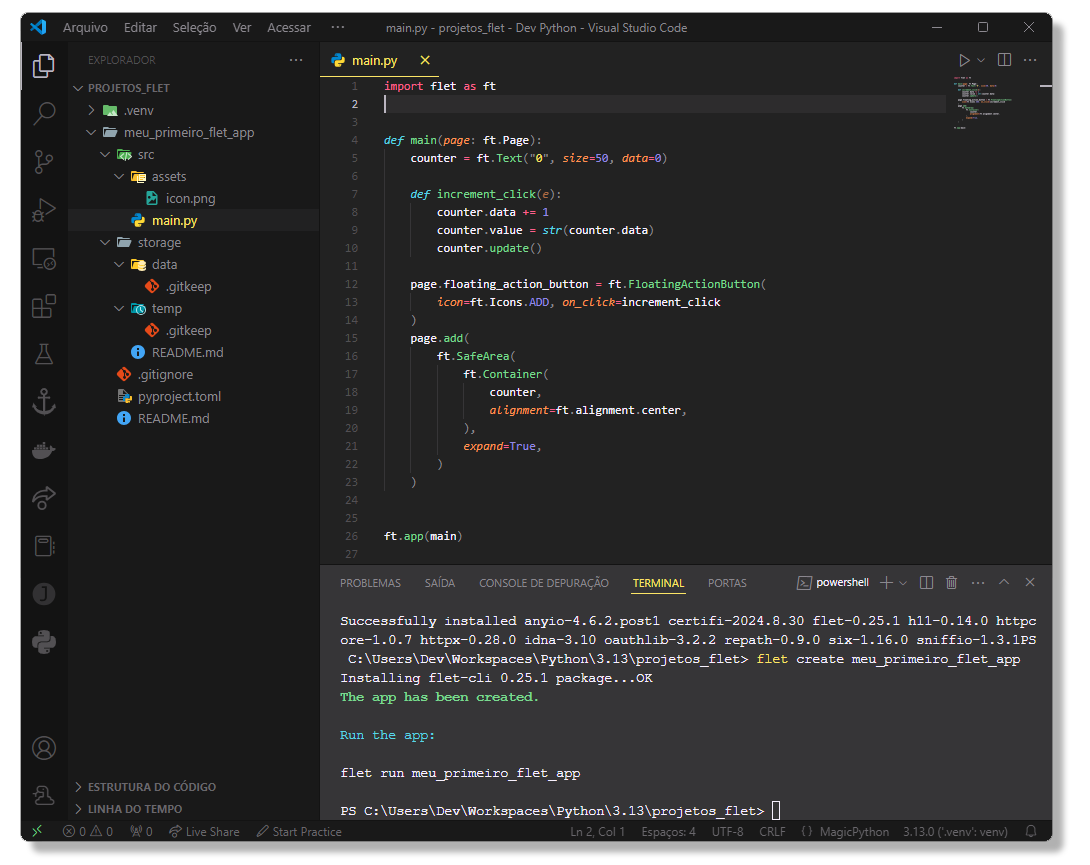 Arquivo Editar Seleção Ver Acessar ··· main.py - projetos_flet - Dev Python - Visual Studio Code
EXPLORADOR ···
PROJETOS_FLET
.venv
meu_primeiro_flet_app
src
assets
icon.png
main.py
storage
data
.gitkeep
temp
.gitkeep
README.md
.gitignore
pyproject.toml
README.md
ESTRUTURA DO CÓDIGO
LINHA DO TEMPO
main.py
1 import flet as ft
2
3
4 def main(page: ft.Page):
5     counter = ft.Text("0", size=50, data=0)
6
7     def increment_click(e):
8         counter.data += 1
9         counter.value = str(counter.data)
10         counter.update()
11
12     page.floating_action_button = ft.FloatingActionButton(
13         icon=ft.Icons.ADD, on_click=increment_click
14     )
15     page.add(
16         ft.SafeArea(
17             ft.Container(
18                 counter,
19                 alignment=ft.alignment.center,
20             ),
21             expand=True,
22         )
23     )
24
25
26 ft.app(main)
27
PROBLEMAS SAÍDA CONSOLE DE DEPURAÇÃO TERMINAL PORTAS powershell
Successfully installed anyio-4.6.2.post1 certifi-2024.8.30 flet-0.25.1 h11-0.14.0 httpc
ore-1.0.7 httpx-0.28.0 idna-3.10 oauthlib-3.2.2 repath-0.9.0 six-1.16.0 sniffio-1.3.1PS
C:\Users\Dev\Workspaces\Python\3.13\projetos_flet> flet create meu_primeiro_flet_app
Installing flet-cli 0.25.1 package...OK
The app has been created.
Run the app:
flet run meu_primeiro_flet_app
PS C:\Users\Dev\Workspaces\Python\3.13\projetos_flet>
0 0 0 Live Share Start Practice Ln 2, Col 1 Espaços: 4 UTF-8 CRLF MagicPython 3.13.0 ('.venv': venv)